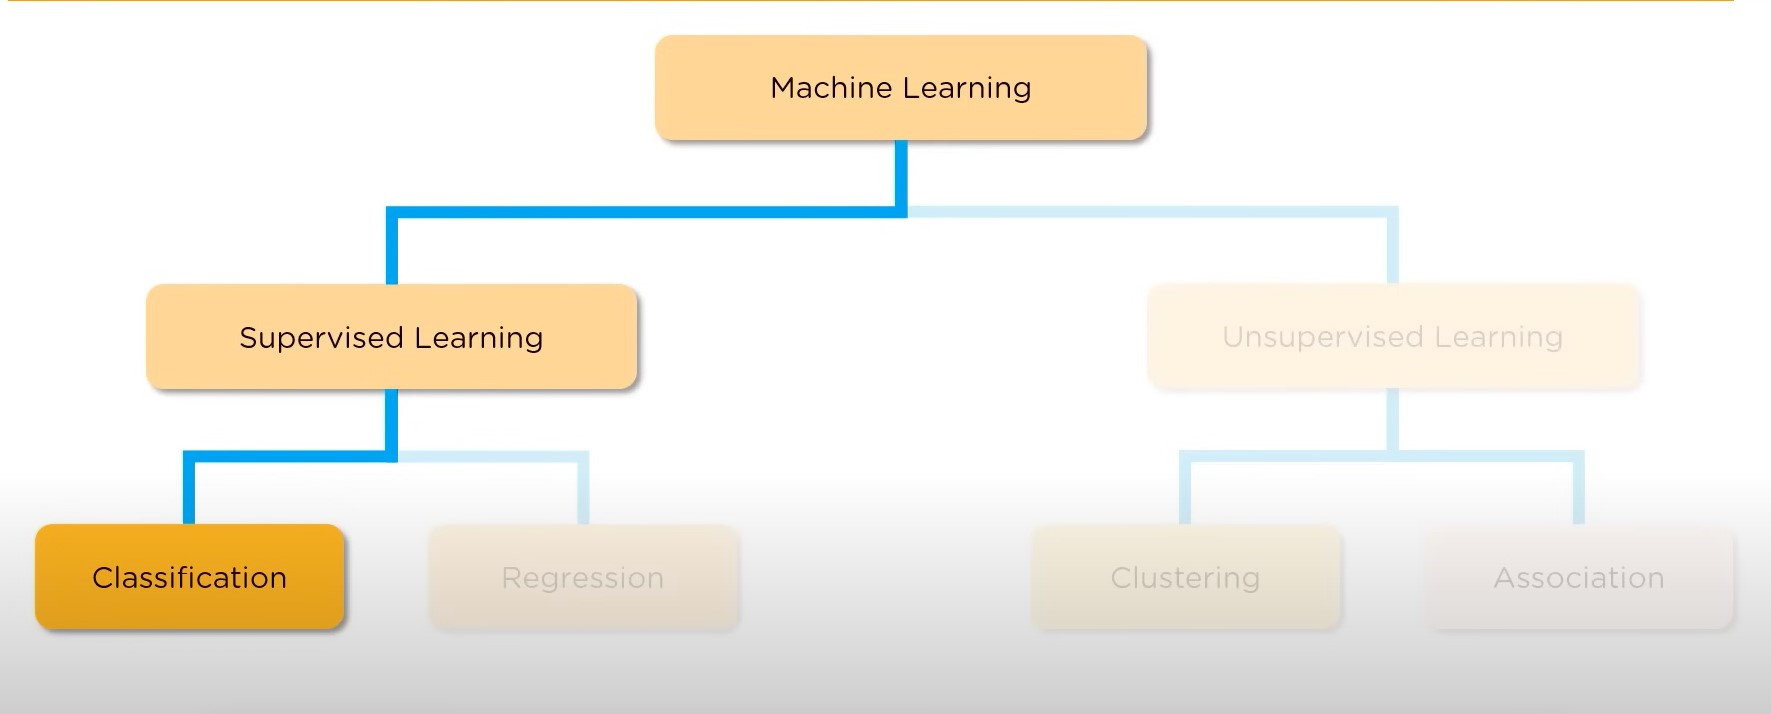 Machine Learning
Supervised Learning
Unsupervised Learning
Classification
Regression
Clustering
Association